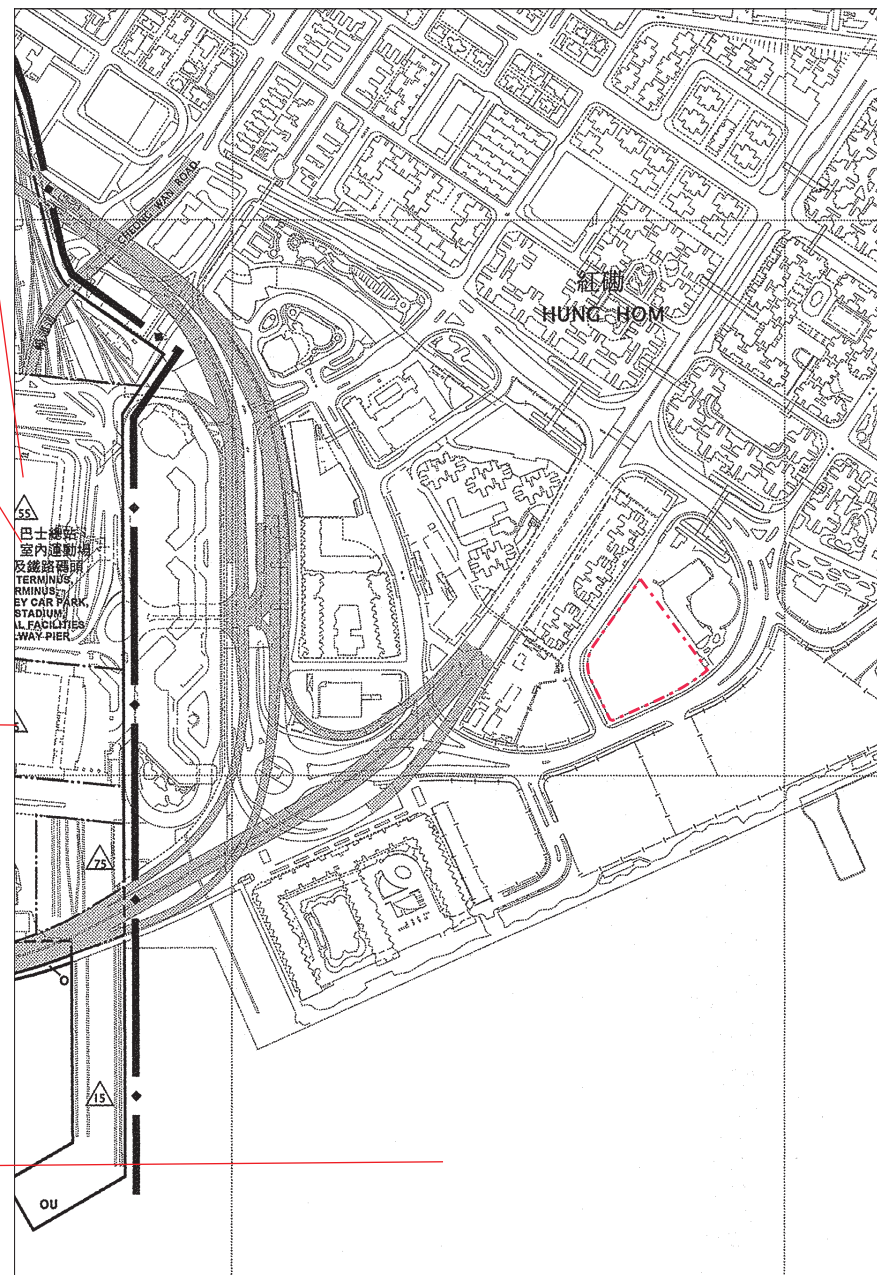 CHEONG WAN ROAD
紅磡
HUNG HOM
55
巴士總站
室內運動場
及鐵路碼頭
TERMINUS,
RMINUS,
EY CAR PARK,
STADIUM,
AL FACILITIES
LWAY PIER
75
O
15
OU